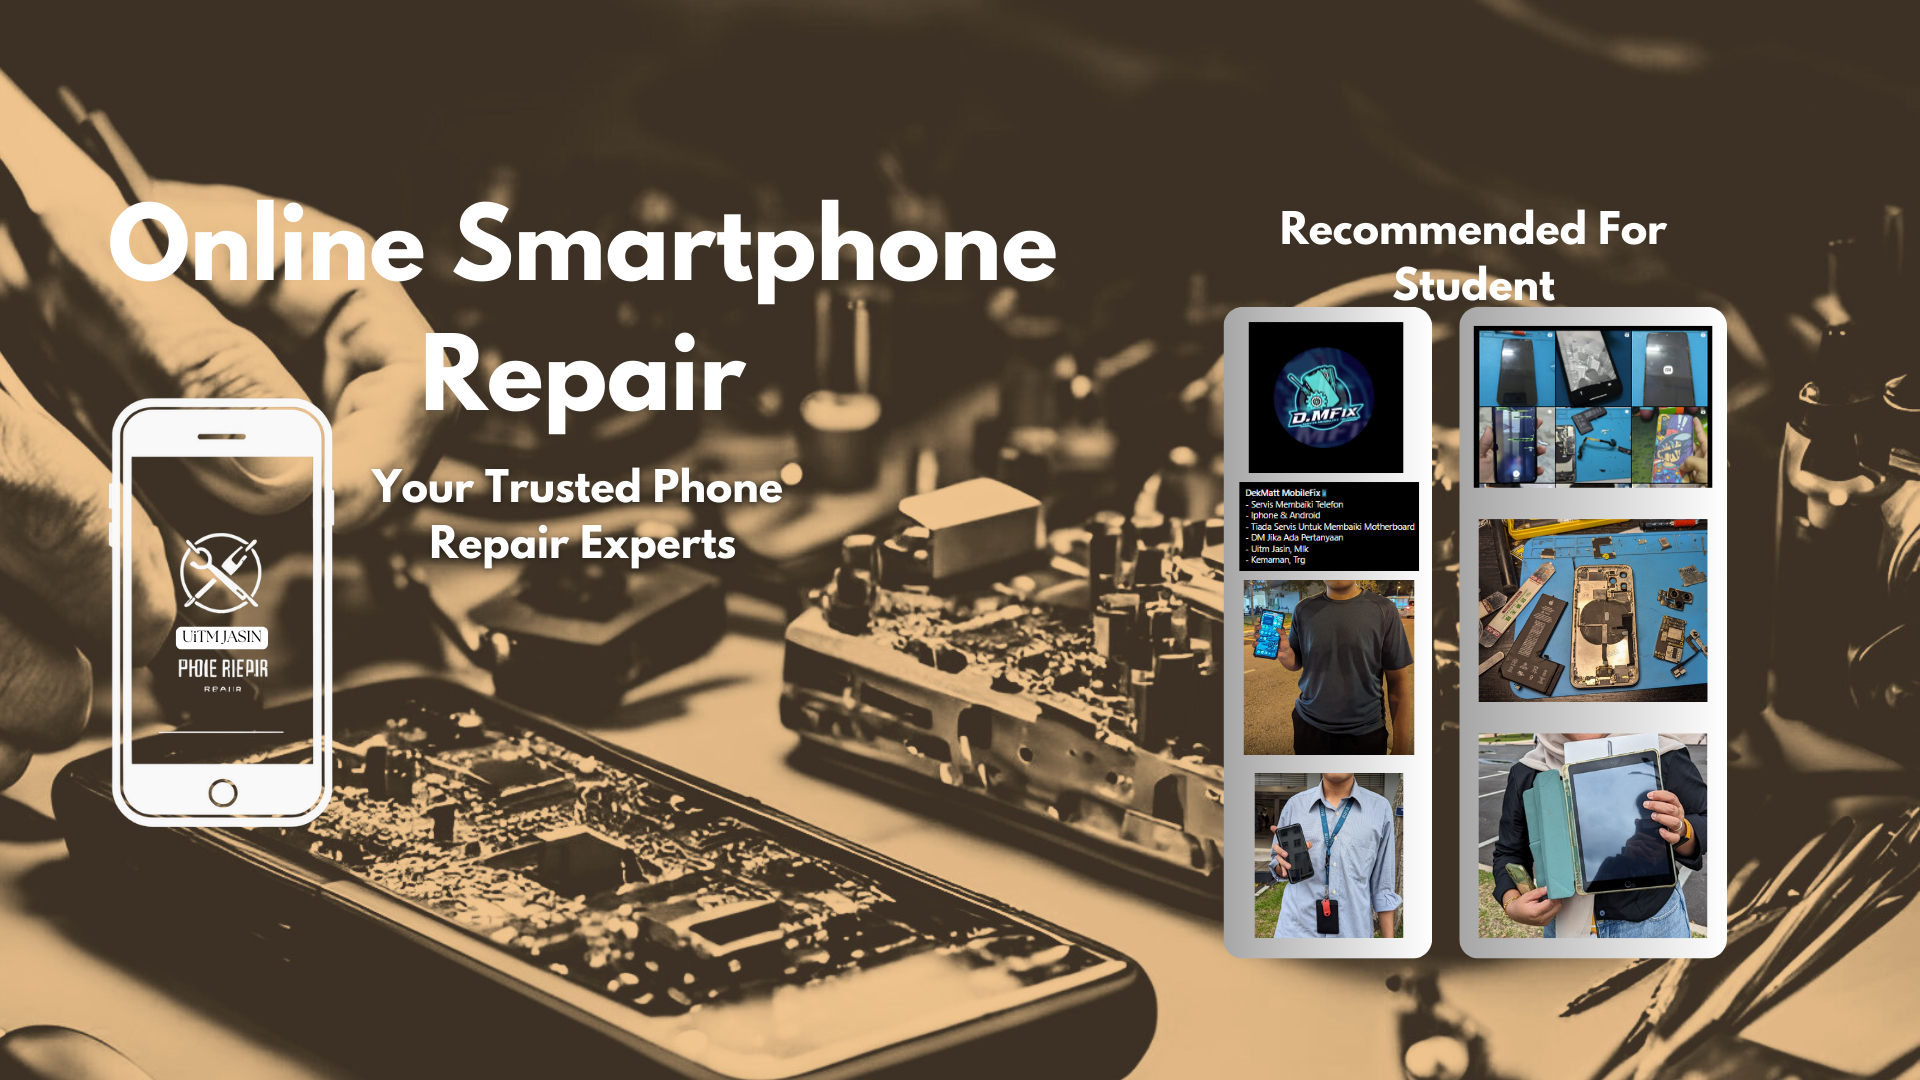 Online Smartphone
Repair
Your Trusted Phone
Repair Experts
UiTM JASIN
PHOIE RIEPIR
REAIIR
Recommended For
Student
D.MFix
DekMatt MobileFix
- Servis Membaiki Telefon
- Iphone & Android
- Tiada Servis Untuk Membaiki Motherboard
- DM Jika Ada Pertanyaan
- Uitm Jasin, Mlk
- Kemaman, Trg